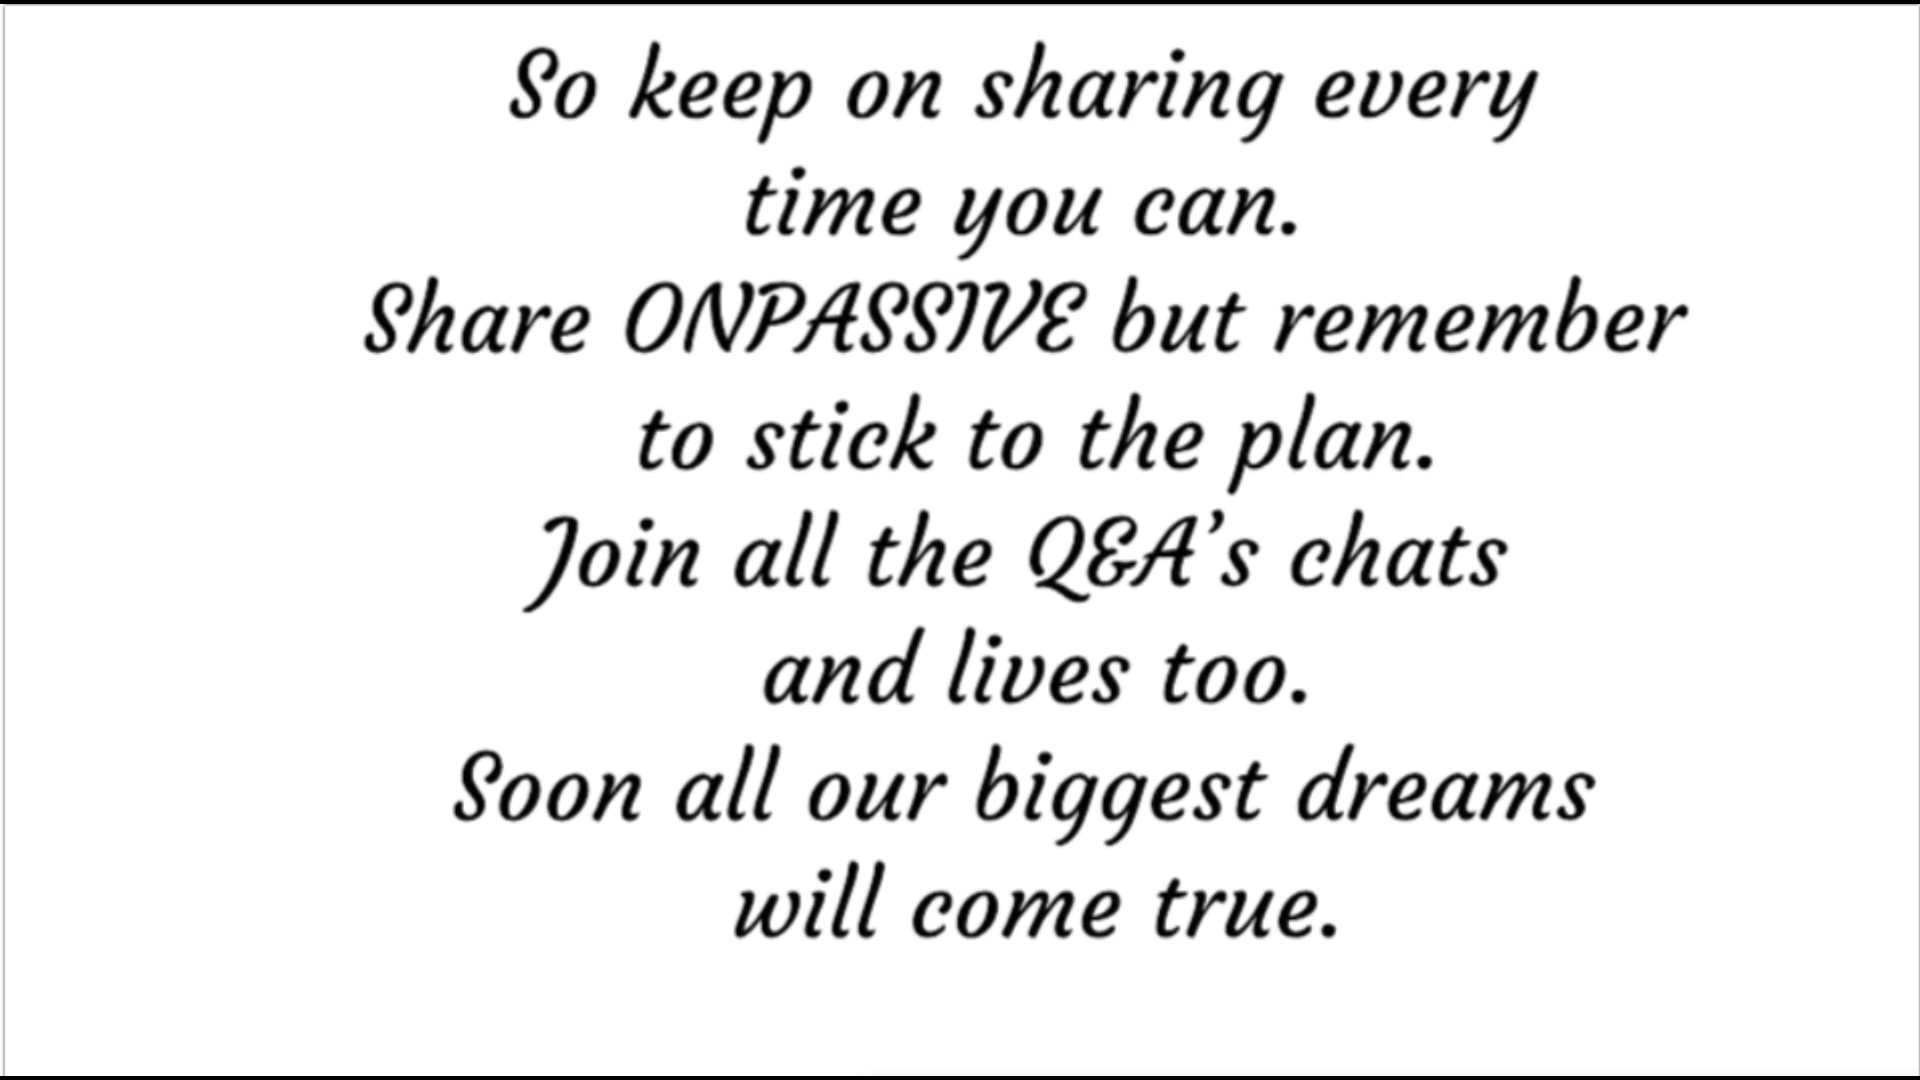 So keep on sharing every
time you can.
Share ONPASSIVE but remember
to stick to the plan.
Join all the Q&A’s chats
and lives too.
Soon all our biggest dreams
will come true.